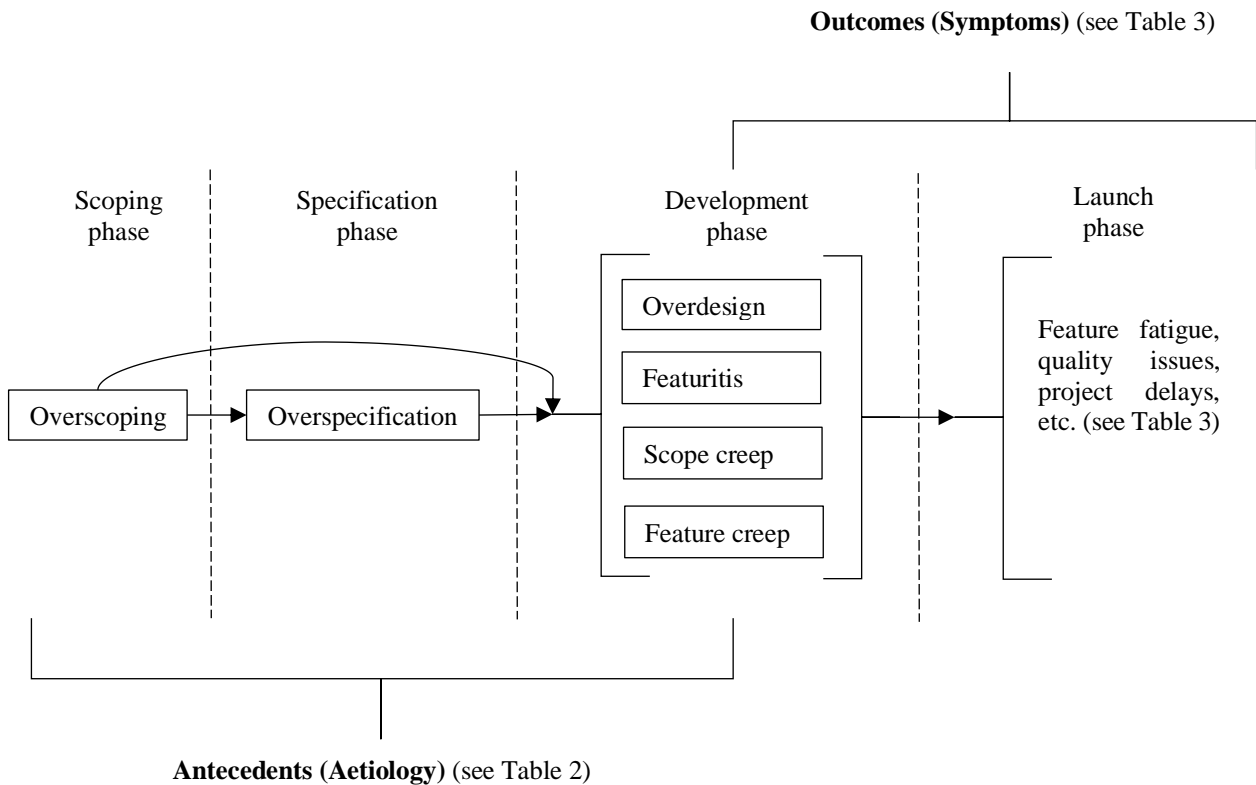 Outcomes (Symptoms) (see Table 3)
Scoping
phase
Specification
phase
Development
phase
Launch
phase
Overscoping
Overspecification
Overdesign
Featuritis
Scope creep
Feature creep
Feature fatigue,
quality issues,
project delays,
etc. (see Table 3)
Antecedents (Aetiology) (see Table 2)